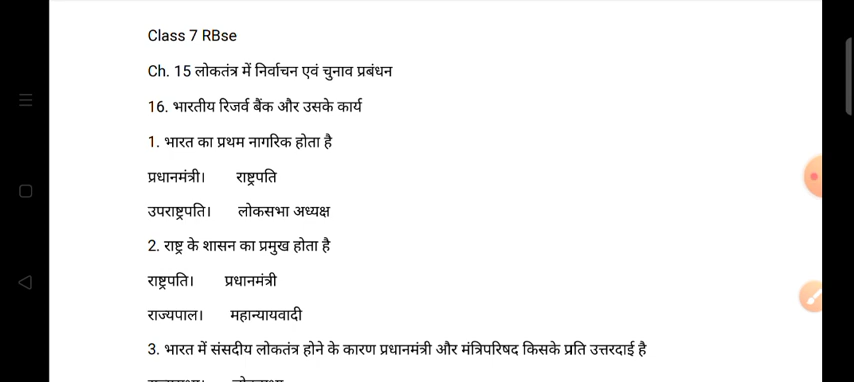 Class 7 RBse
Ch. 15 लोकतंत्र में निर्वाचन एवं चुनाव प्रबंधन
16. भारतीय रिजर्व बैंक और उसके कार्य
1. भारत का प्रथम नागरिक होता है
प्रधानमंत्री। राष्ट्रपति
उपराष्ट्रपति। लोकसभा अध्यक्ष
2. राष्ट्र के शासन का प्रमुख होता है
राष्ट्रपति। प्रधानमंत्री
राज्यपाल। महान्यायवादी
3. भारत में संसदीय लोकतंत्र होने के कारण प्रधानमंत्री और मंत्रिपरिषद किसके प्रति उत्तरदाई है